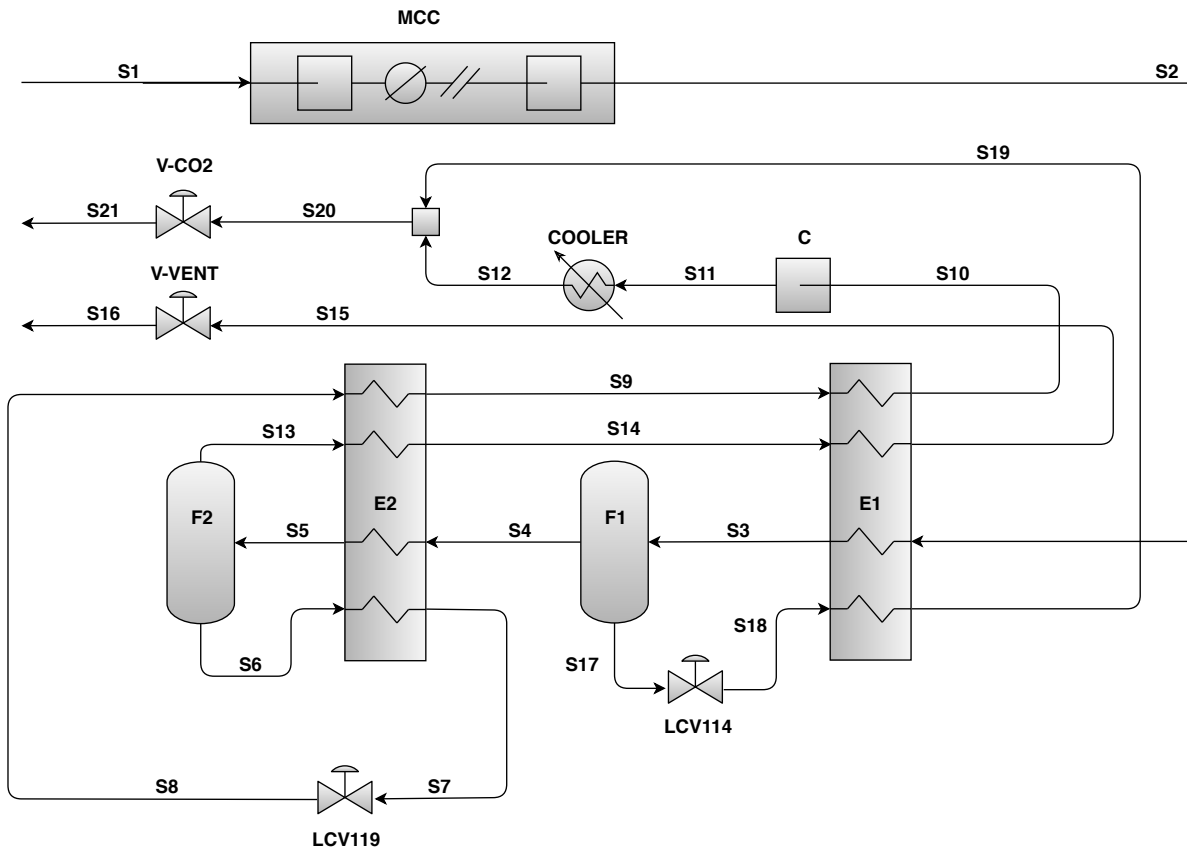 MCC
S1
S2
S19
V-CO2
S21
S20
COOLER
C
S12
S11
S10
V-VENT
S16
S15
S9
S13
S14
E2
E1
F2
F1
S5
S4
S3
S18
S6
S17
LCV114
S8
S7
LCV119